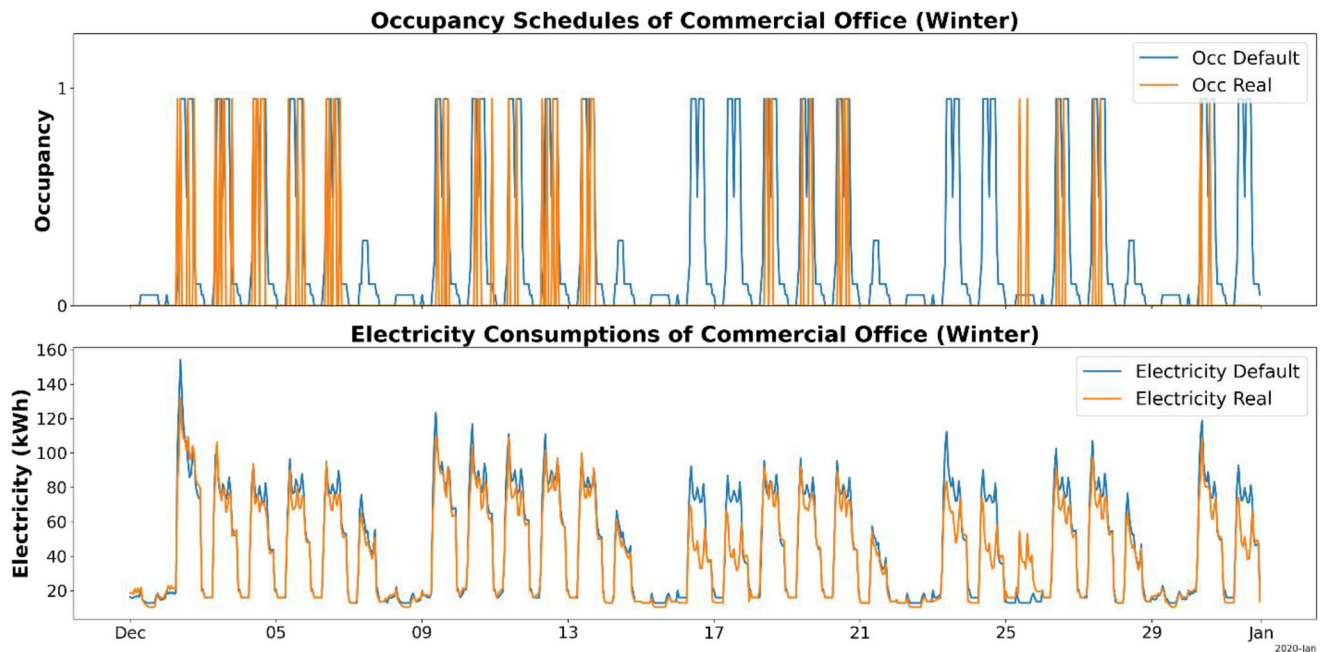 Occupancy Schedules of Commercial Office (Winter)
Occ Default
Occ Real
1
0
Occupancy
Electricity Consumptions of Commercial Office (Winter)
Electricity Default
Electricity Real
160
140
120
100
80
60
40
20
Electricity (kWh)
Dec 05 09 13 17 21 25 29 Jan
2020-Jan